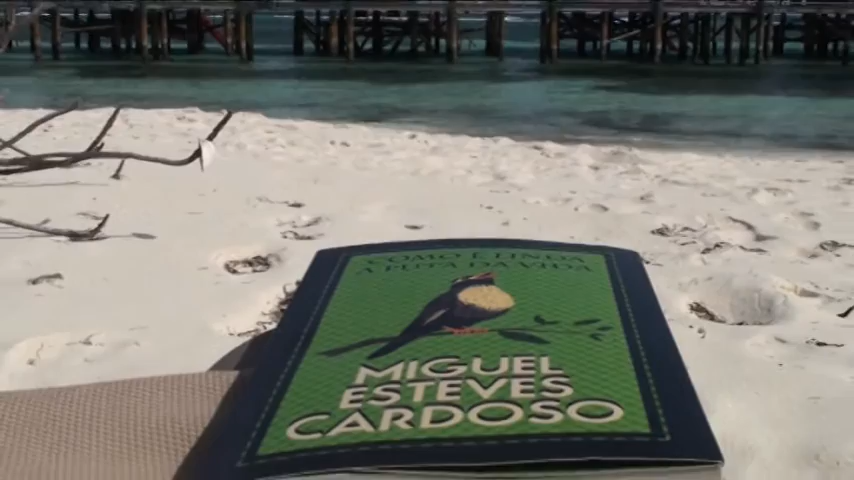 COMO É LINDA
A PUTA DA VIDA
MIGUEL
ESTEVES
CARDOSO